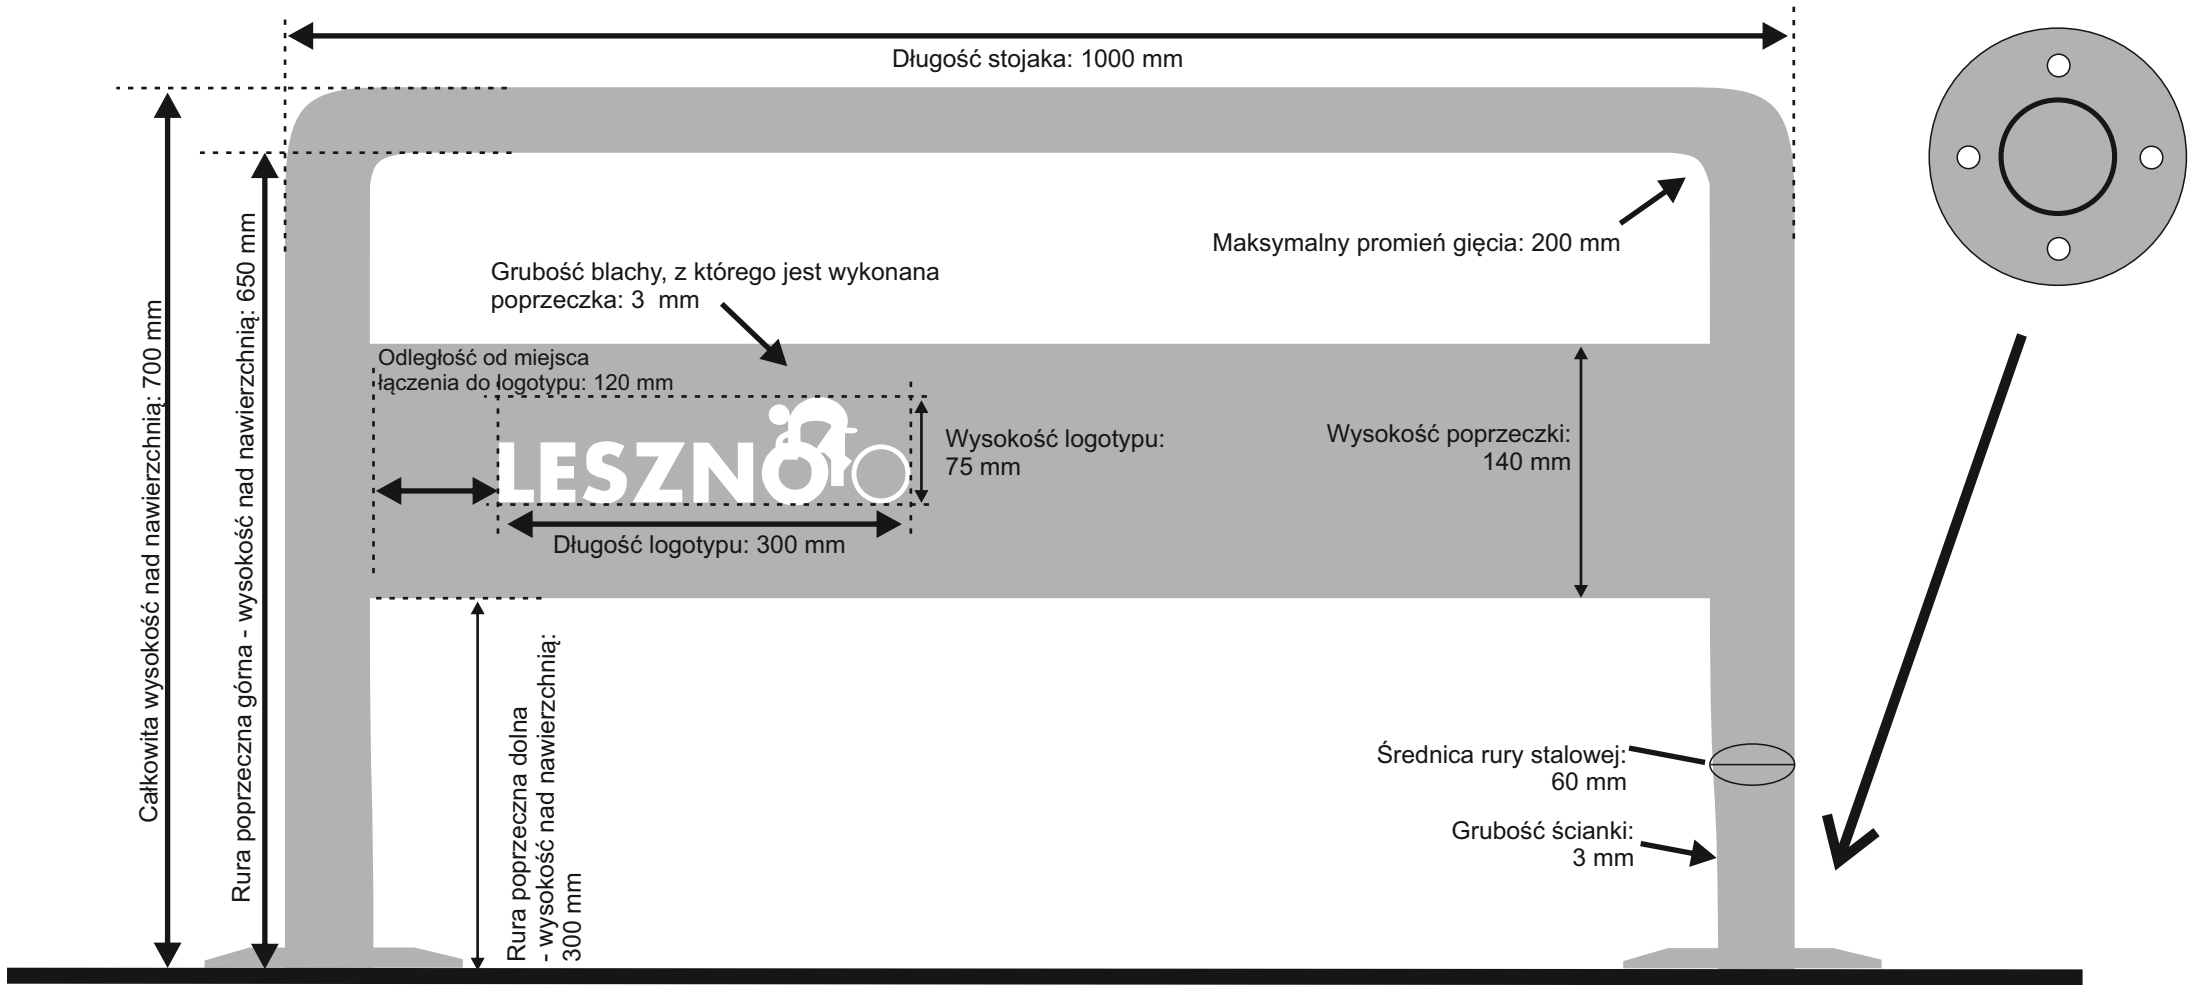 Długość stojaka: 1000 mm
Maksymalny promień gięcia: 200 mm
Grubość blachy, z którego jest wykonana
poprzeczka: 3 mm
Odległość od miejsca
łączenia do logotypu: 120 mm
LESZNO
Wysokość logotypu:
75 mm
Długość logotypu: 300 mm
Wysokość poprzeczki:
140 mm
Całkowita wysokość nad nawierzchnią: 700 mm
Rura poprzeczna górna - wysokość nad nawierzchnią: 650 mm
Rura poprzeczna dolna
- wysokość nad nawierzchnią:
300 mm
Średnica rury stalowej:
60 mm
Grubość ścianki:
3 mm